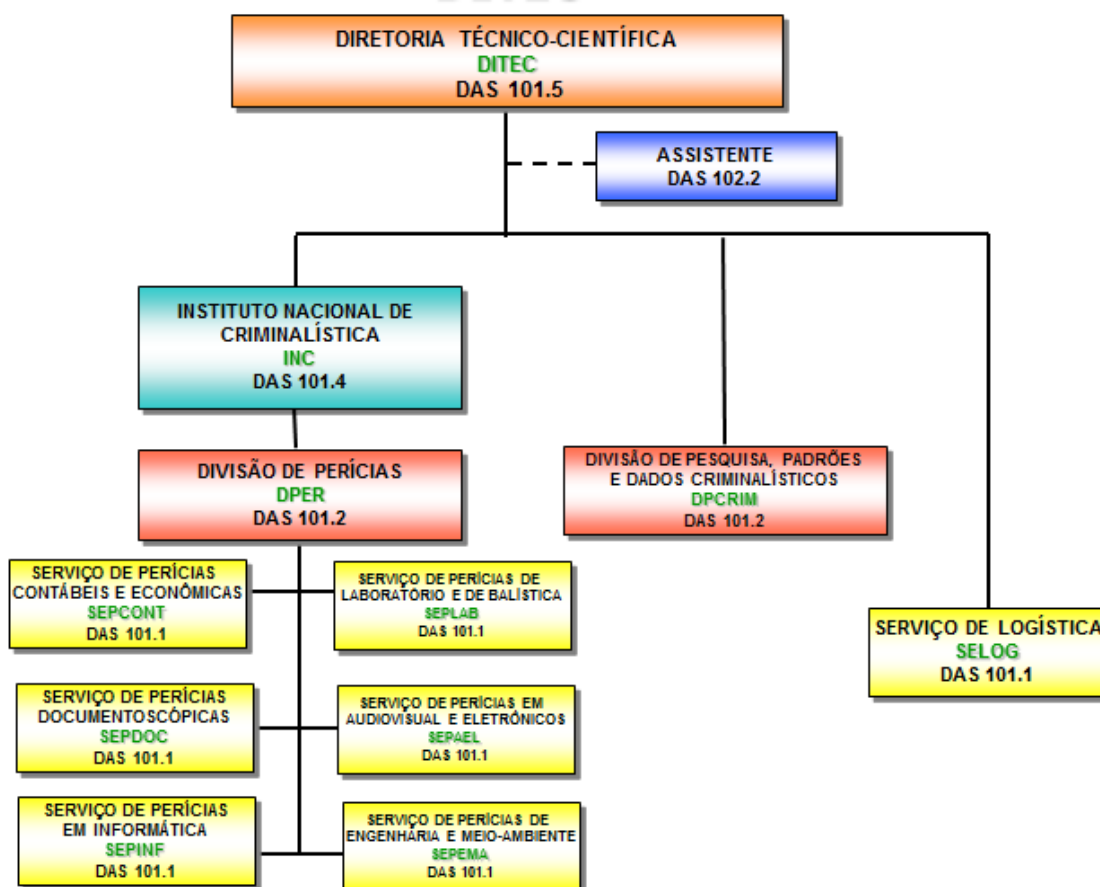 DIRETORIA TÉCNICO-CIENTÍFICA
DITEC
DAS 101.5
ASSISTENTE
DAS 102.2
INSTITUTO NACIONAL DE
CRIMINALÍSTICA
INC
DAS 101.4
DIVISÃO DE PERÍCIAS
DPER
DAS 101.2
DIVISÃO DE PESQUISA, PADRÕES
E DADOS CRIMINALÍSTICOS
DPCRIM
DAS 101.2
SERVIÇO DE PERÍCIAS
CONTÁBEIS E ECONÔMICAS
SEPCONT
DAS 101.1
SERVIÇO DE PERÍCIAS DE
LABORATÓRIO E DE BALÍSTICA
SEPLAB
DAS 101.1
SERVIÇO DE LOGÍSTICA
SELOG
DAS 101.1
SERVIÇO DE PERÍCIAS
DOCUMENTOSCÓPICAS
SEPDOC
DAS 101.1
SERVIÇO DE PERÍCIAS EM
AUDIOVISUAL E ELETRÔNICOS
SEPAEL
DAS 101.1
SERVIÇO DE PERÍCIAS
EM INFORMÁTICA
SEPINF
DAS 101.1
SERVIÇO DE PERÍCIAS DE
ENGENHARIA E MEIO-AMBIENTE
SEPEMA
DAS 101.1